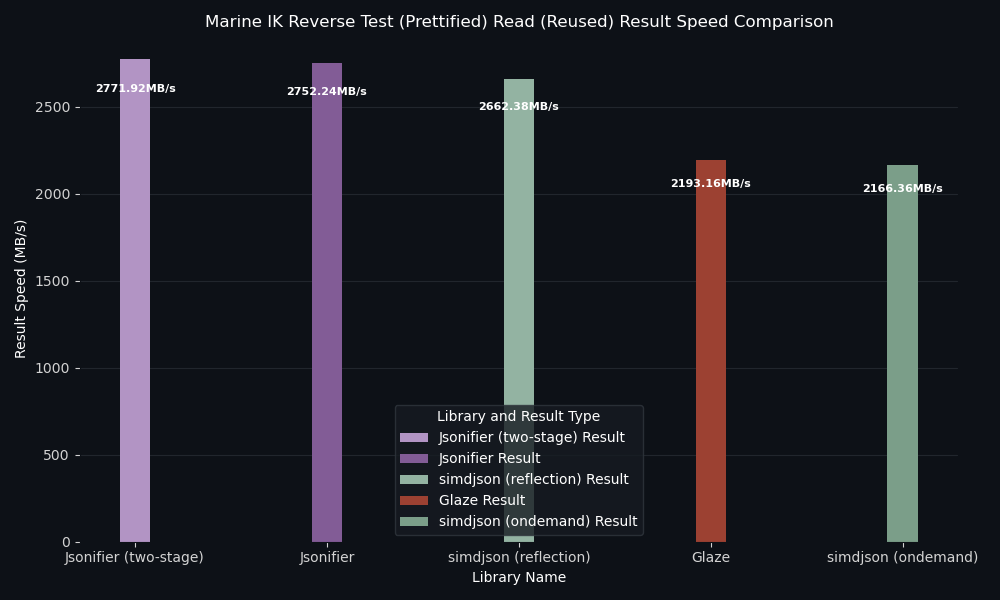 Marine IK Reverse Test (Prettified) Read (Reused) Result Speed Comparison
2771.92MB/s
2752.24MB/s
2662.38MB/s
2193.16MB/s
2166.36MB/s
Result Speed (MB/s)
2500
2000
1500
1000
500
0
Library and Result Type
Jsonifier (two-stage) Result
Jsonifier Result
simdjson (reflection) Result
Glaze Result
simdjson (ondemand) Result
Jsonifier (two-stage)
Jsonifier
simdjson (reflection)
Glaze
simdjson (ondemand)
Library Name